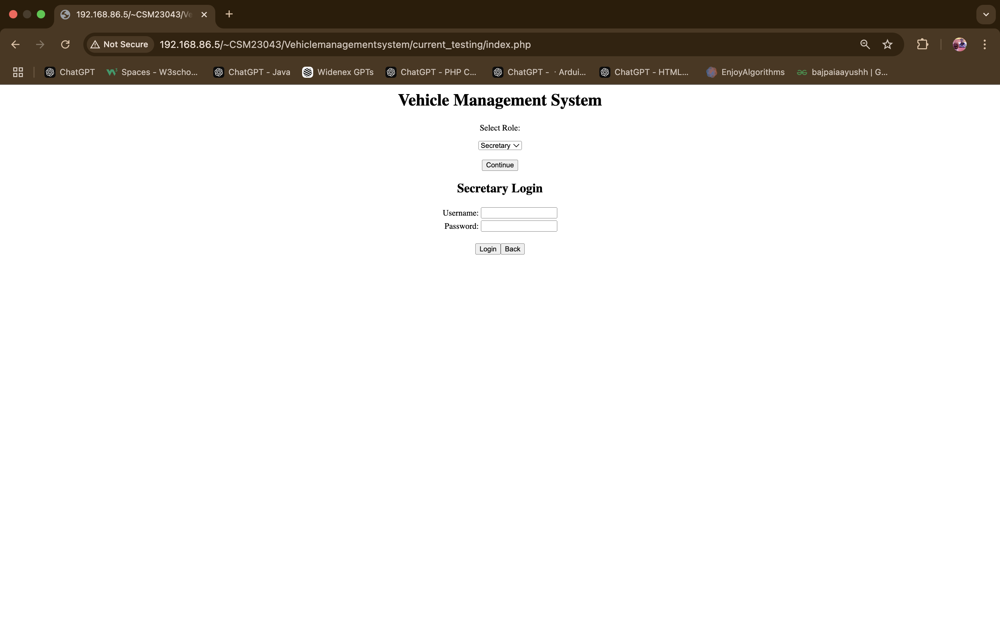 192.168.86.5/~CSM23043/Ve
Not Secure 192.168.86.5/~CSM23043/Vehiclemanagementsystem/current_testing/index.php
ChatGPT Spaces - W3scho... ChatGPT - Java Widenex GPTs ChatGPT - PHP C... ChatGPT - · Ardui... ChatGPT - HTML... EnjoyAlgorithms bajpaiaayushh | G...
Vehicle Management System
Select Role:
Secretary
Continue
Secretary Login
Username:
Password:
Login Back